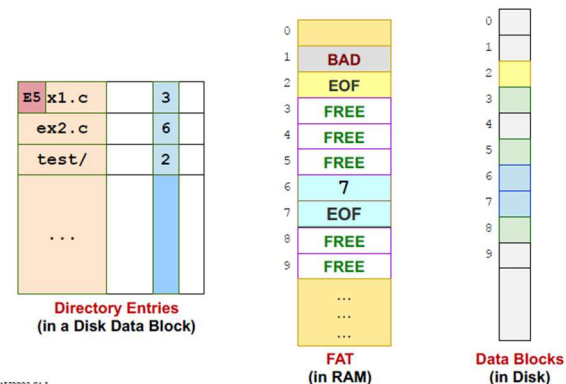 E5 x1.c 3
ex2.c 6
test/ 2
...
Directory Entries
(in a Disk Data Block)
0
1 BAD
2 EOF
3 FREE
4 FREE
5 FREE
6 7
7 EOF
8 FREE
9 FREE
...
...
...
FAT
(in RAM)
0
1
2
3
4
5
6
7
8
9
Data Blocks
(in Disk)